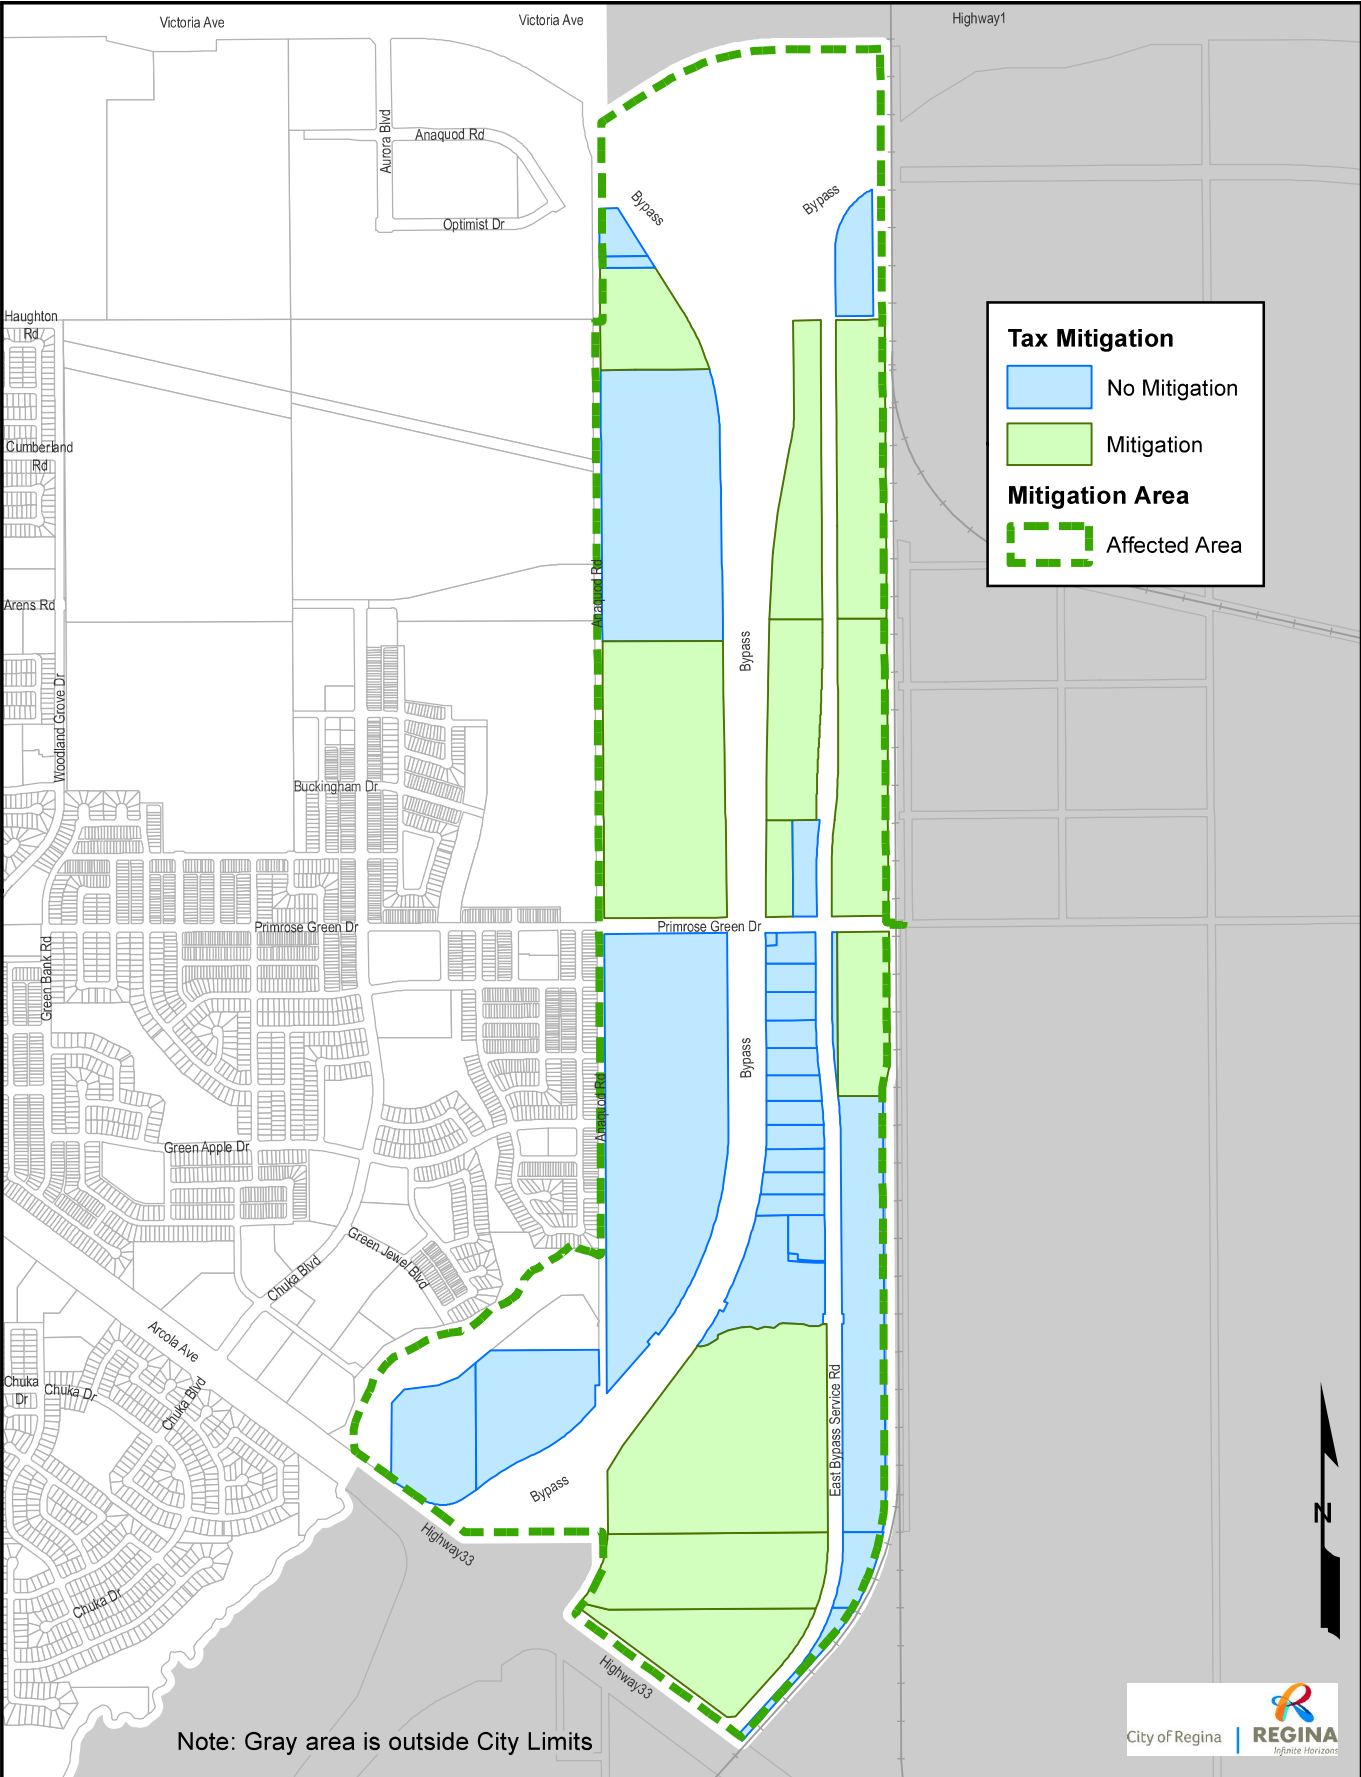 Victoria Ave
Victoria Ave
Highway1
Aurora Blvd
Anaquod Rd
Optimist Dr
Bypass
Bypass
Haughton
Rd
Tax Mitigation
No Mitigation
Mitigation
Mitigation Area
Affected Area
Cumberland
Rd
Anaquod Rd
Arens Rd
Bypass
Woodland Grove Dr
Buckingham Dr
Primrose Green Dr
Primrose Green Dr
Green Bank Rd
Bypass
Anaquod Rd
Green Apple Dr
Green Jewel Blvd
Chuka Blvd
Arcola Ave
Chuka
Dr
Chuka Dr
Chuka Blvd
East Bypass Service Rd
Bypass
Highway33
N
Chuka Dr
Highway33
Note: Gray area is outside City Limits
City of Regina
REGINA
Infinite Horizons